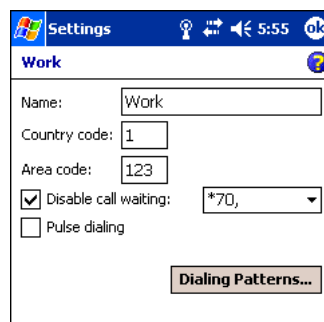 Settings 5:55 ok
Work
Name: Work
Country code: 1
Area code: 123
Disable call waiting: *70,
Pulse dialing
Dialing Patterns...